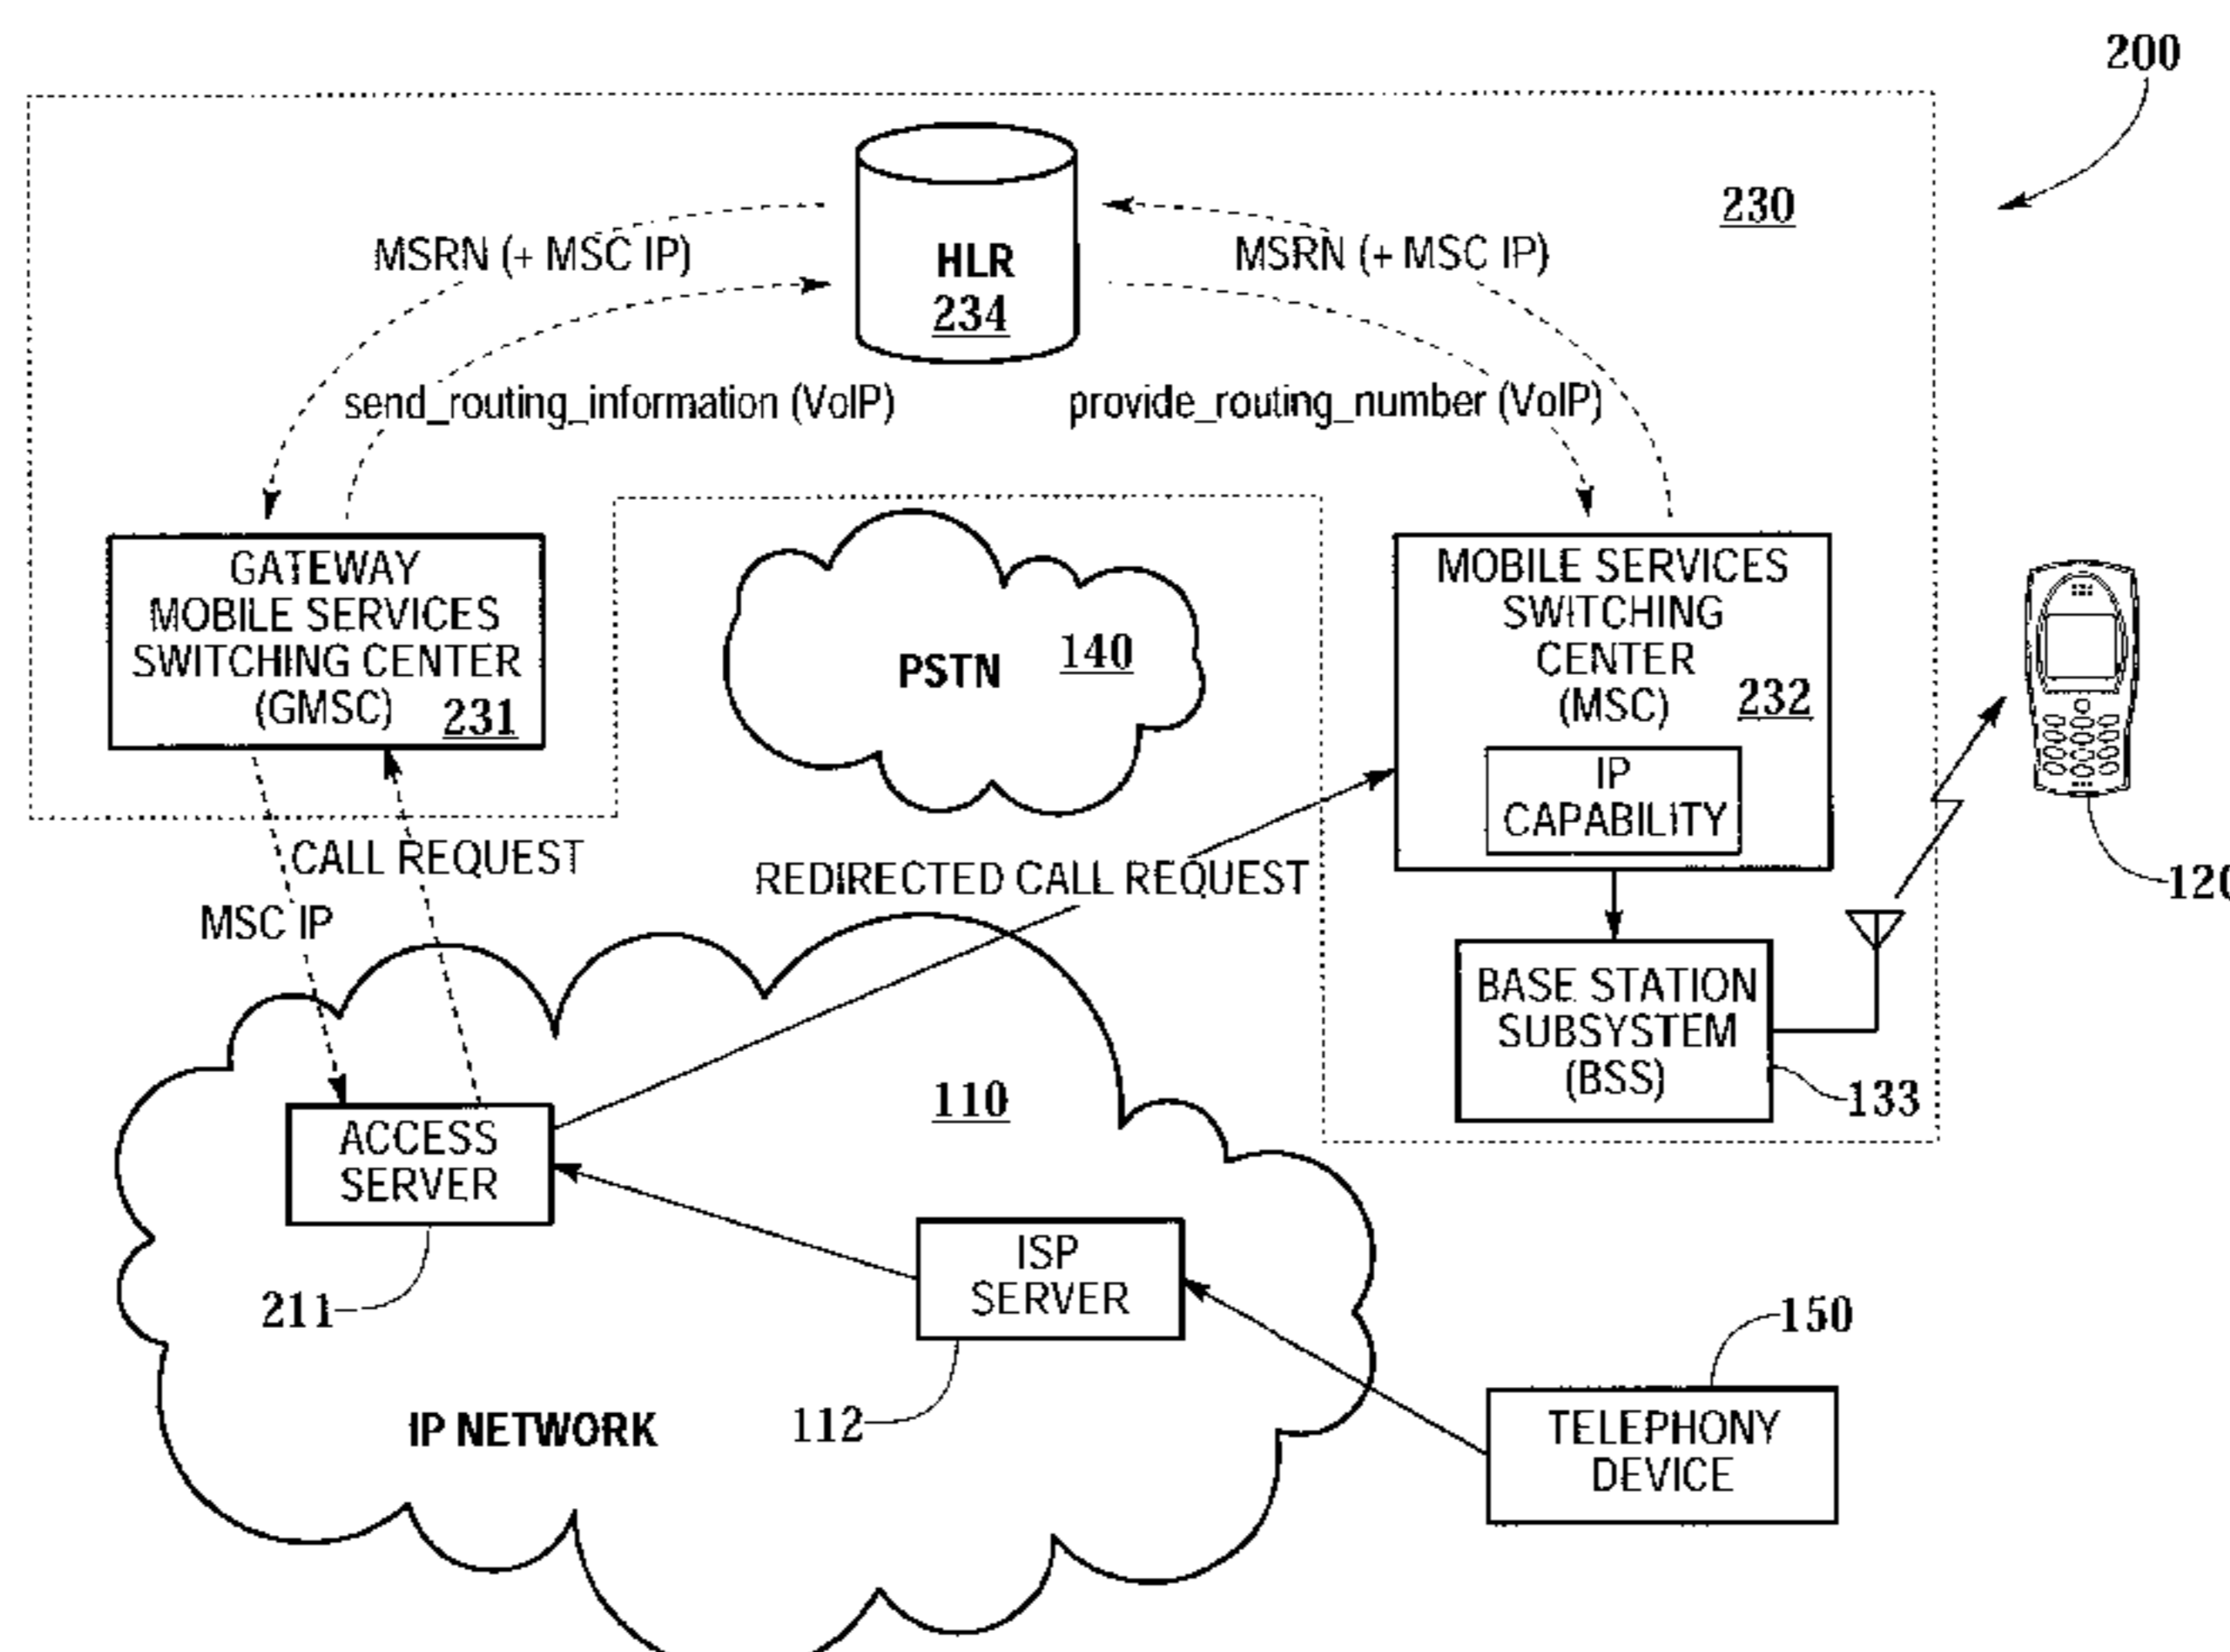 200
230
MSRN (+ MSC IP)
HLR
234
MSRN (+ MSC IP)
send_routing_information (VoIP)
provide_routing_number (VoIP)
GATEWAY
MOBILE SERVICES
SWITCHING CENTER
(GMSC)
231
PSTN
140
MOBILE SERVICES
SWITCHING
CENTER
(MSC)
232
IP
CAPABILITY
120
CALL REQUEST
MSC IP
REDIRECTED CALL REQUEST
BASE STATION
SUBSYSTEM
(BSS)
133
110
ACCESS
SERVER
211
ISP
SERVER
112
IP NETWORK
150
TELEPHONY
DEVICE